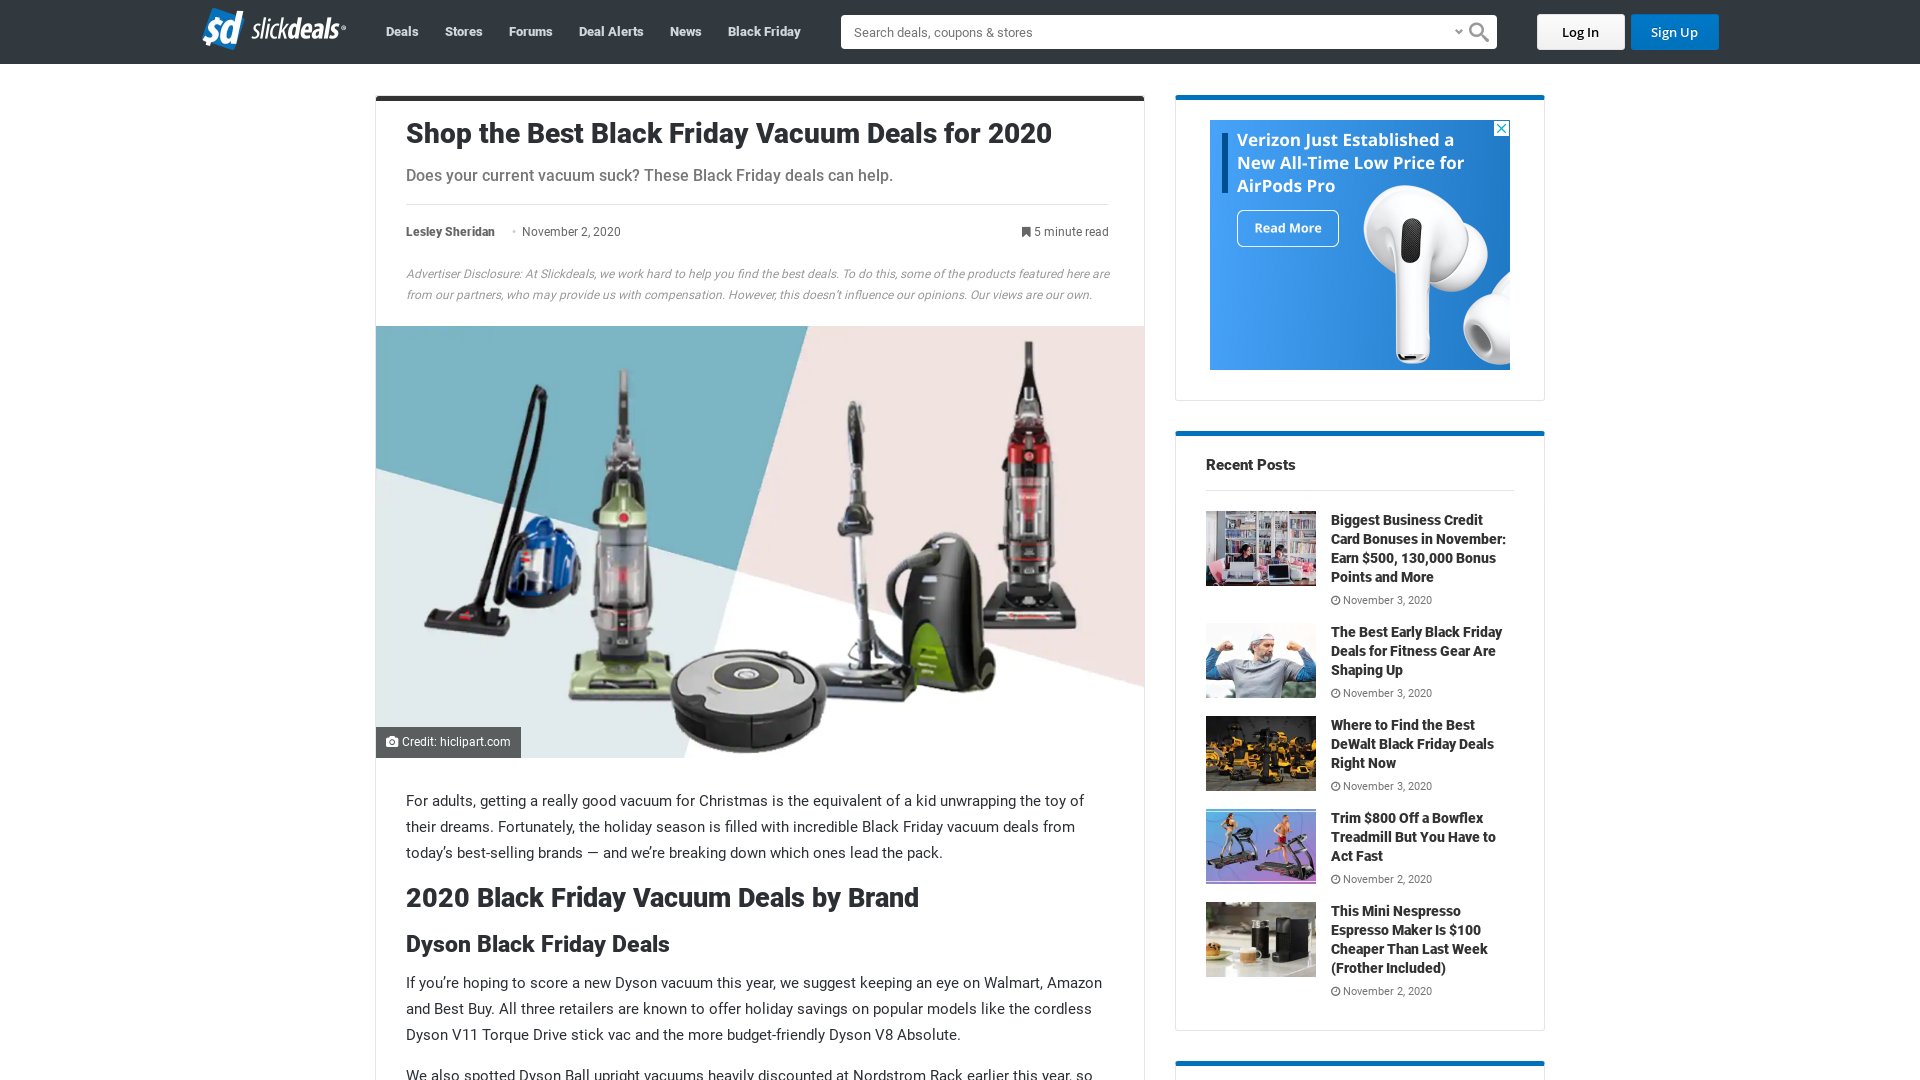 $d slickdeals®
Deals
Stores
Forums
Deal Alerts
News
Black Friday
Search deals, coupons & stores
Log In
Sign Up
Shop the Best Black Friday Vacuum Deals for 2020
Does your current vacuum suck? These Black Friday deals can help.
Lesley Sheridan • November 2, 2020
5 minute read
Advertiser Disclosure: At Slickdeals, we work hard to help you find the best deals. To do this, some of the products featured here are
from our partners, who may provide us with compensation. However, this doesn’t influence our opinions. Our views are our own.
Credit: hiclipart.com
For adults, getting a really good vacuum for Christmas is the equivalent of a kid unwrapping the toy of
their dreams. Fortunately, the holiday season is filled with incredible Black Friday vacuum deals from
today’s best-selling brands — and we’re breaking down which ones lead the pack.
2020 Black Friday Vacuum Deals by Brand
Dyson Black Friday Deals
If you’re hoping to score a new Dyson vacuum this year, we suggest keeping an eye on Walmart, Amazon
and Best Buy. All three retailers are known to offer holiday savings on popular models like the cordless
Dyson V11 Torque Drive stick vac and the more budget-friendly Dyson V8 Absolute.
We also spotted Dyson Ball upright vacuums heavily discounted at Nordstrom Rack earlier this year, so
Verizon Just Established a
New All-Time Low Price for
AirPods Pro
Read More
Recent Posts
Biggest Business Credit
Card Bonuses in November:
Earn $500, 130,000 Bonus
Points and More
November 3, 2020
The Best Early Black Friday
Deals for Fitness Gear Are
Shaping Up
November 3, 2020
Where to Find the Best
DeWalt Black Friday Deals
Right Now
November 3, 2020
Trim $800 Off a Bowflex
Treadmill But You Have to
Act Fast
November 2, 2020
This Mini Nespresso
Espresso Maker Is $100
Cheaper Than Last Week
(Frother Included)
November 2, 2020